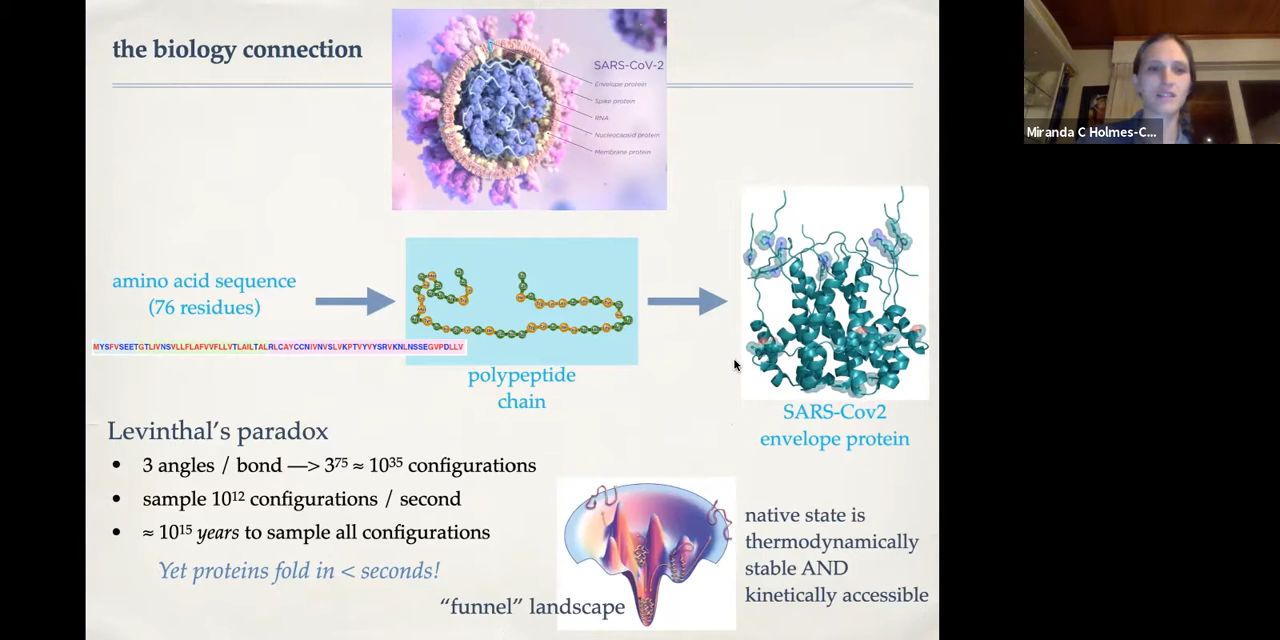 the biology connection
SARS-CoV-2
Envelope protein
Spike protein
RNA
Nucleocapsid protein
Membrane protein
Miranda C Holmes-C...
amino acid sequence
(76 residues)
MYSFVSEETGTLIVNSVLLFLAFVVFLLVTLAILTALRLCAYCCNIVNVSLVKPTVYVYSRVKNLNSSEGVPDLLV
polypeptide
chain
SARS-Cov2
envelope protein
Levinthal's paradox
• 3 angles / bond —> 3⁷⁵ ≈ 10³⁵ configurations
• sample 10¹² configurations / second
• ≈ 10¹⁵ years to sample all configurations
Yet proteins fold in < seconds!
"funnel" landscape
native state is
thermodynamically
stable AND
kinetically accessible